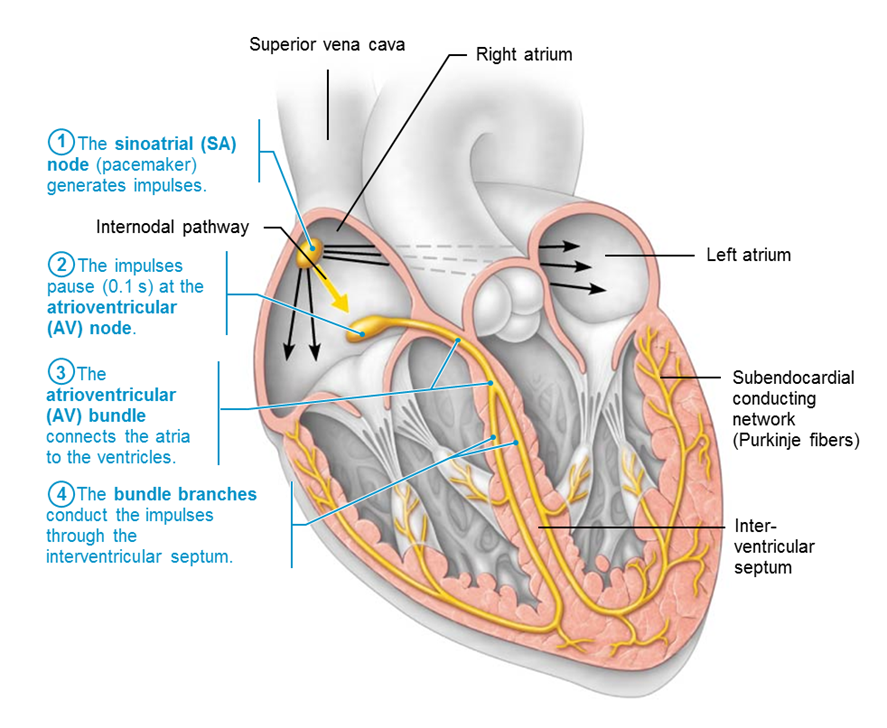 Superior vena cava
Right atrium
1 The sinoatrial (SA)
node (pacemaker)
generates impulses.
Internodal pathway
2 The impulses
pause (0.1 s) at the
atrioventricular
(AV) node.
Left atrium
3 The
atrioventricular
(AV) bundle
connects the atria
to the ventricles.
Subendocardial
conducting
network
(Purkinje fibers)
4 The bundle branches
conduct the impulses
through the
interventricular septum.
Inter-
ventricular
septum